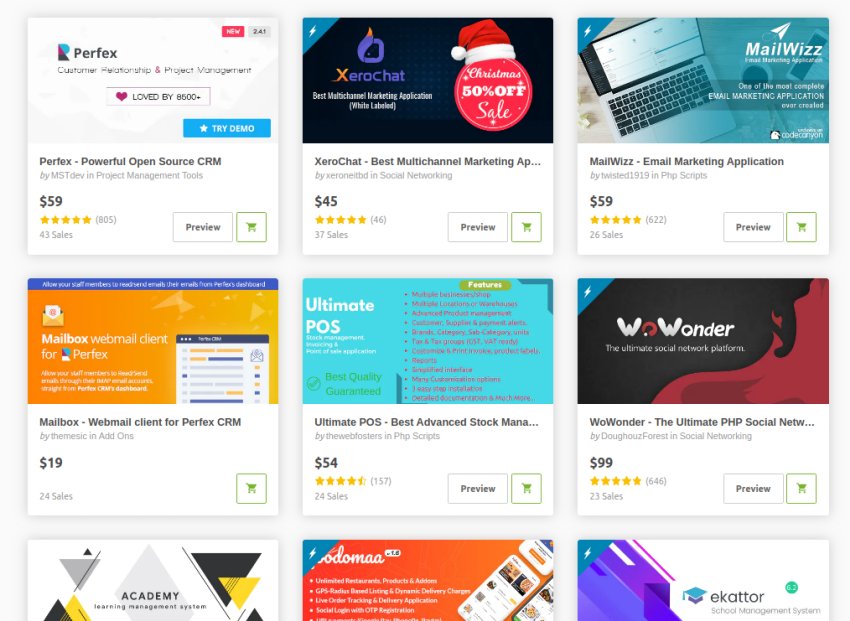 Perfex
NEW 2.4.1
Customer Relationship & Project Management
LOVED BY 8500+
TRY DEMO
Perfex - Powerful Open Source CRM
by MSTdev in Project Management Tools
$59
(805)
43 Sales
Preview
XeroChat
Best Multichannel Marketing Application
(White Labeled)
Christmas
50% OFF
Sale
XeroChat - Best Multichannel Marketing Ap...
by xeroneitbd in Social Networking
$45
(46)
37 Sales
Preview
MailWizz
Email Marketing Application
One of the most complete
EMAIL MARKETING APPLICATION
ever created
codecanyon
MailWizz - Email Marketing Application
by twisted1919 in Php Scripts
$59
(622)
26 Sales
Preview
Allow your staff members to read/send emails their emails from Perfex's dashboard
Mailbox webmail client
for Perfex
Allow your staff members to Read/Send
emails through their IMAP email accounts,
straight from Perfex CRM's dashboard.
Perfex CRM
Mailbox - Webmail client for Perfex CRM
by themesic in Add Ons
$19
24 Sales
Ultimate
POS
Stock management,
Invoicing &
Point of sale application
Best Quality
Guaranteed
Features
Multiple businesses/shop
Multiple Locations or Warehouses
Advanced Product management
Customer, Supplier & payment alerts.
Brands, Category, Sub-Category, units
Tax & Tax groups (GST, VAT ready)
Customize & Print invoice, product labels.
Reports
Simplified interface
Many Customization options
3 easy step installation
Detailed documentation & Much More...
Ultimate POS - Best Advanced Stock Mana...
by thewebfosters in Php Scripts
$54
(157)
24 Sales
Preview
WoWonder
The ultimate social network platform.
WoWonder - The Ultimate PHP Social Netw...
by DoughouzForest in Social Networking
$99
(646)
23 Sales
Preview
ACADEMY
learning management system
oodomaa v 1.6
Unlimited Restaurants, Products & Addons
GPS-Radius Based Listing & Dynamic Delivery Charges
Live Order Tracking & Delivery Application
Social Login with OTP Registration
ekattor
6.2
School Management System